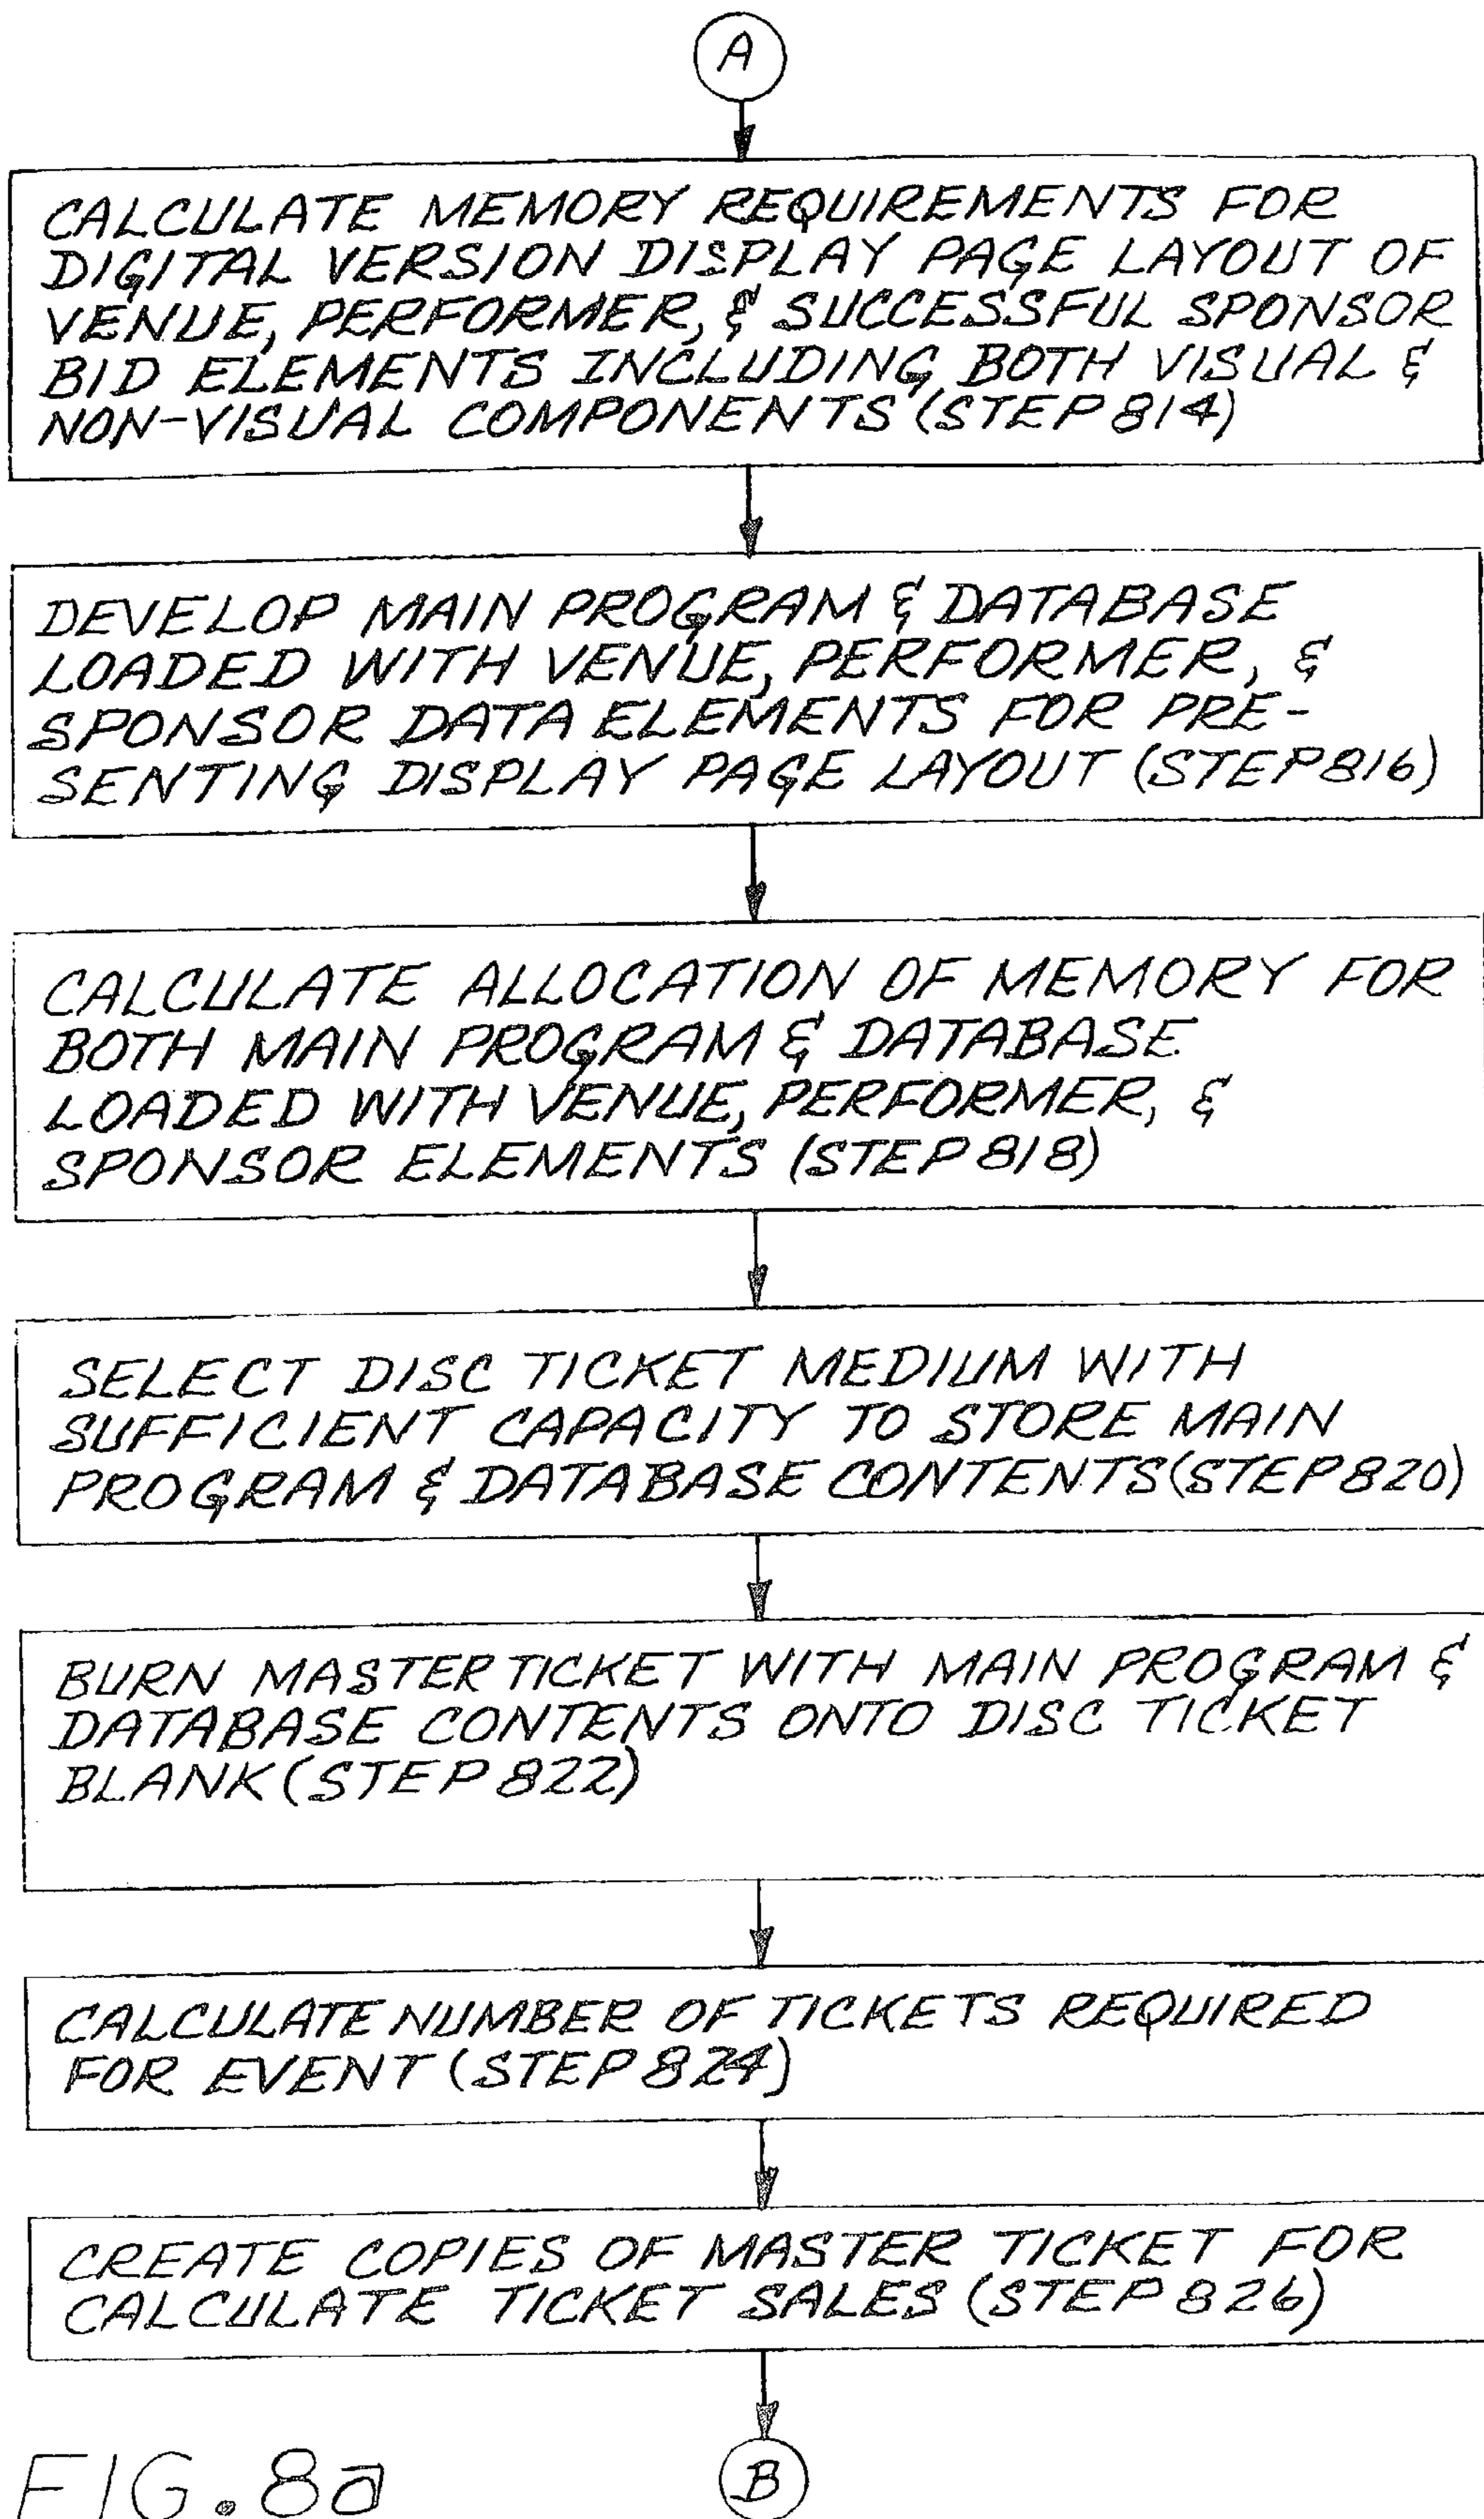 A
CALCULATE MEMORY REQUIREMENTS FOR
DIGITAL VERSION DISPLAY PAGE LAYOUT OF
VENUE, PERFORMER, & SUCCESSFUL SPONSOR
BID ELEMENTS INCLUDING BOTH VISUAL &
NON-VISUAL COMPONENTS (STEP 814)
DEVELOP MAIN PROGRAM & DATABASE
LOADED WITH VENUE, PERFORMER, &
SPONSOR DATA ELEMENTS FOR PRE-
SENTING DISPLAY PAGE LAYOUT (STEP 816)
CALCULATE ALLOCATION OF MEMORY FOR
BOTH MAIN PROGRAM & DATABASE
LOADED WITH VENUE, PERFORMER, &
SPONSOR ELEMENTS (STEP 818)
SELECT DISC TICKET MEDIUM WITH
SUFFICIENT CAPACITY TO STORE MAIN
PROGRAM & DATABASE CONTENTS (STEP 820)
BURN MASTER TICKET WITH MAIN PROGRAM &
DATABASE CONTENTS ONTO DISC TICKET
BLANK (STEP 822)
CALCULATE NUMBER OF TICKETS REQUIRED
FOR EVENT (STEP 824)
CREATE COPIES OF MASTER TICKET FOR
CALCULATE TICKET SALES (STEP 826)
B
FIG. 8a